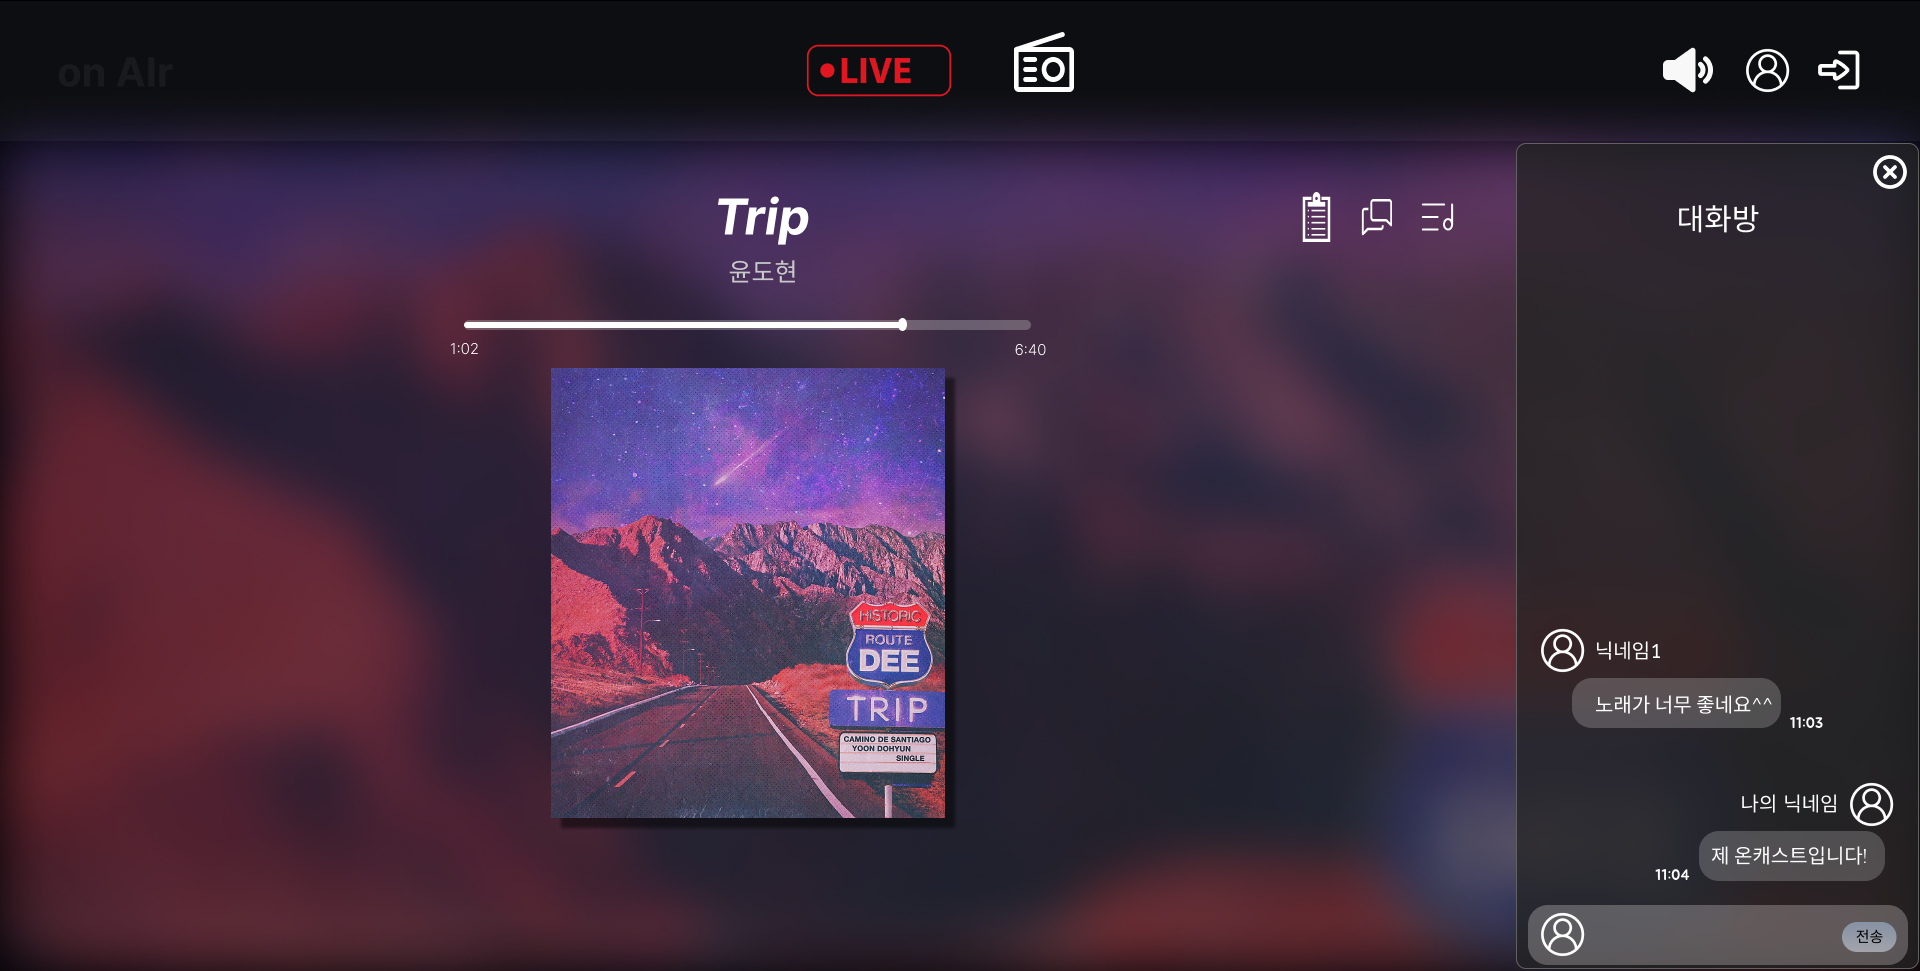 on AIr
LIVE
Trip
윤도현
1:02
6:40
HISTORIC
ROUTE
DEE
TRIP
CAMINO DE SANTIAGO
YOON DOHYUN
SINGLE
대화방
닉네임1
노래가 너무 좋네요^^
11:03
나의 닉네임
제 온캐스트입니다!
11:04
전송